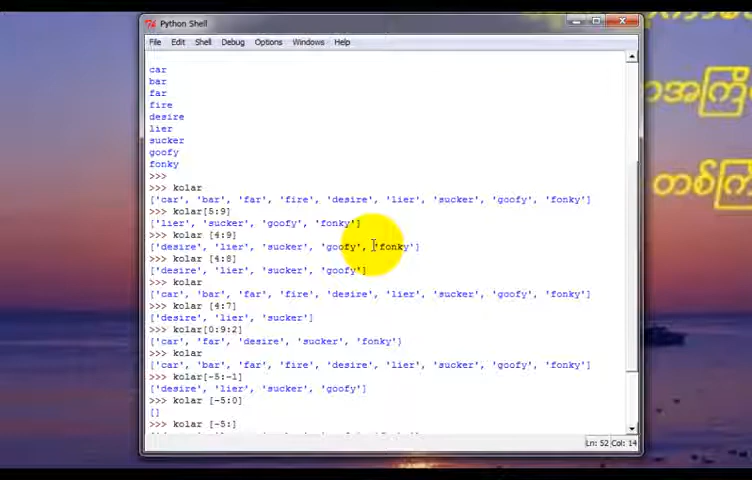 Python Shell
File Edit Shell Debug Options Windows Help
car
bar
far
fire
desire
lier
sucker
goofy
fonky
>>>
>>> kolar
['car', 'bar', 'far', 'fire', 'desire', 'lier', 'sucker', 'goofy', 'fonky']
>>> kolar[5:9]
['lier', 'sucker', 'goofy', 'fonky']
>>> kolar [4:9]
['desire', 'lier', 'sucker', 'goofy', 'fonky']
>>> kolar [4:8]
['desire', 'lier', 'sucker', 'goofy']
>>> kolar
['car', 'bar', 'far', 'fire', 'desire', 'lier', 'sucker', 'goofy', 'fonky']
>>> kolar [4:7]
['desire', 'lier', 'sucker']
>>> kolar[0:9:2]
['car', 'far', 'desire', 'sucker', 'fonky']
>>> kolar
['car', 'bar', 'far', 'fire', 'desire', 'lier', 'sucker', 'goofy', 'fonky']
>>> kolar[-5:-1]
['desire', 'lier', 'sucker', 'goofy']
>>> kolar [-5:0]
[]
>>> kolar [-5:]
Ln: 52 Col: 14